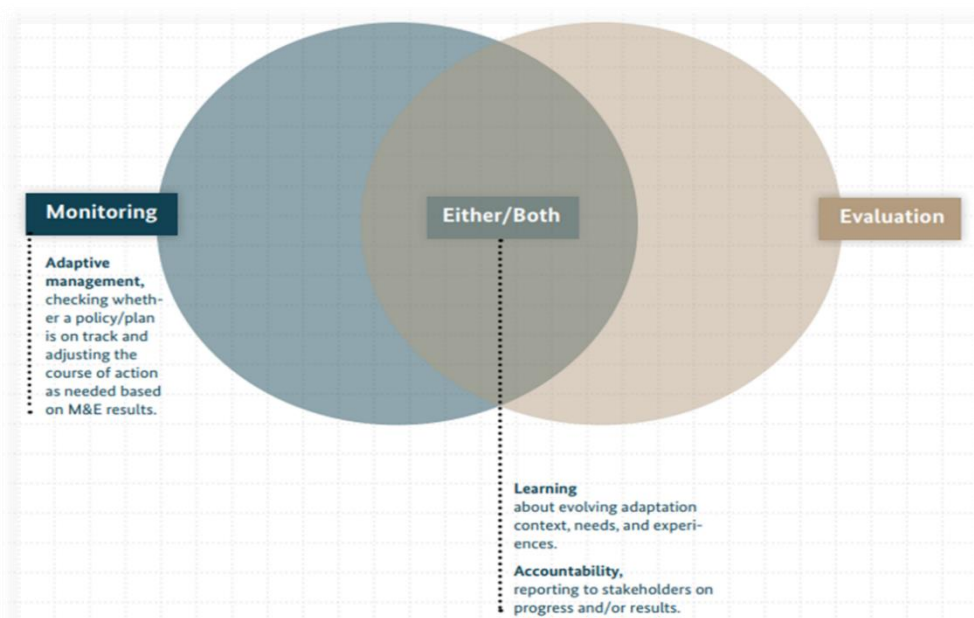 Monitoring
Adaptive
management,
checking wheth-
er a policy/plan
is on track and
adjusting the
course of action
as needed based
on M&E results.
Either/Both
Learning
about evolving adaptation
context, needs, and experi-
ences.
Accountability,
reporting to stakeholders on
progress and/or results.
Evaluation